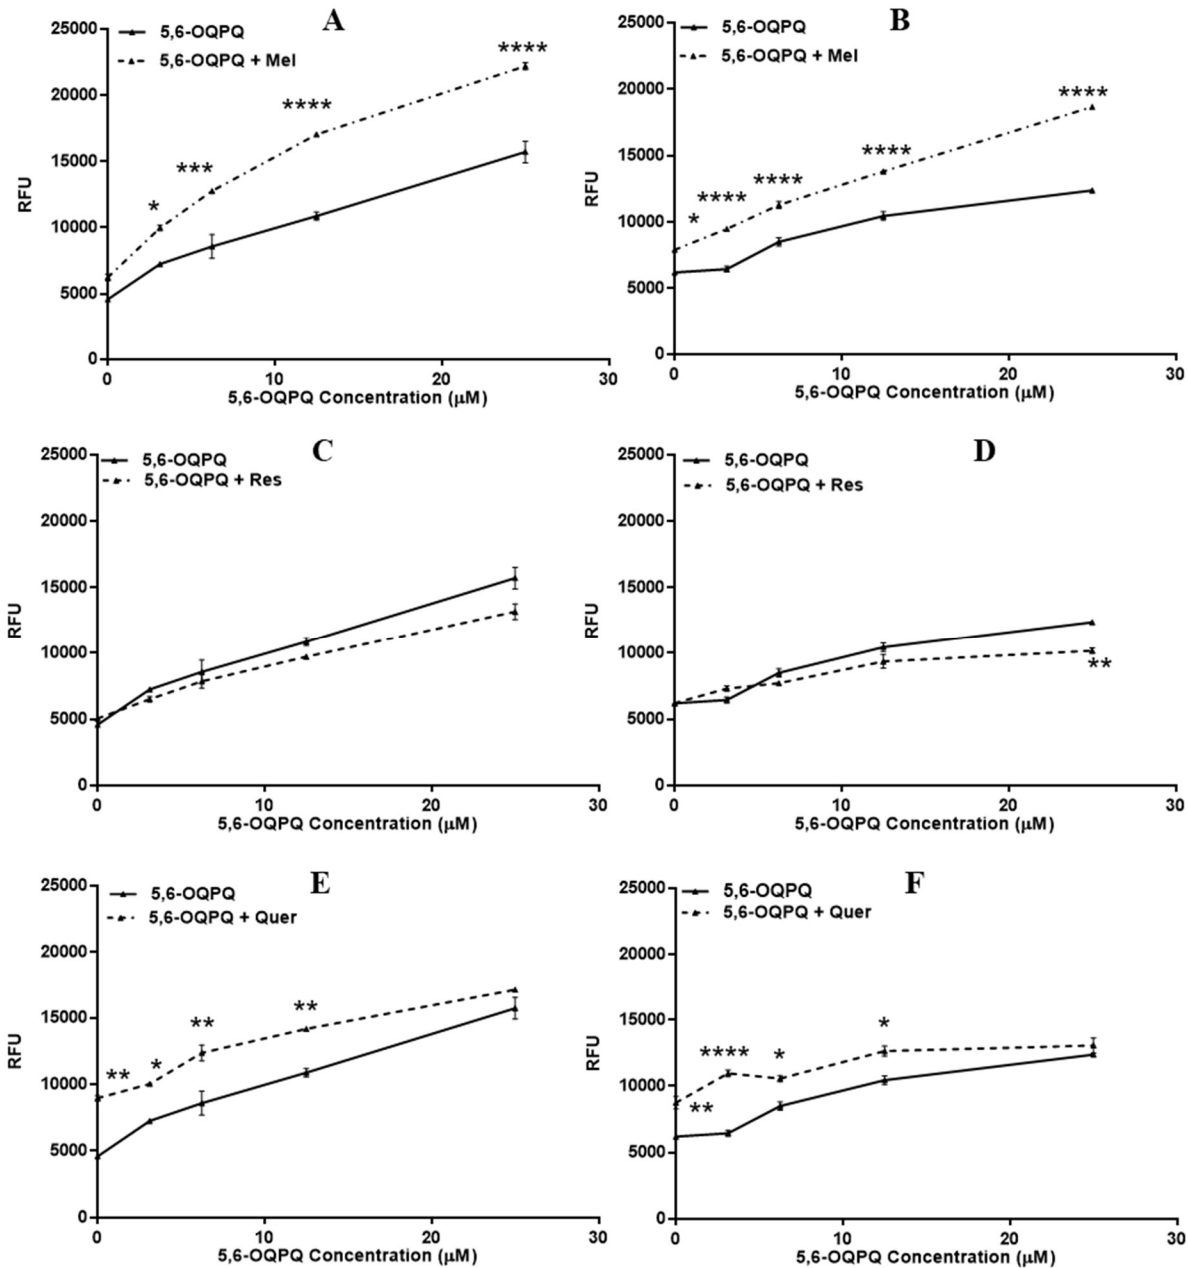 A
5,6-OQPQ
5,6-OQPQ + Mel
25000
20000
15000
10000
5000
0
RFU
*
***
****
****
0
10
20
30
5,6-OQPQ Concentration (μM)
B
5,6-OQPQ
5,6-OQPQ + Mel
25000
20000
15000
10000
5000
0
RFU
*
****
****
****
****
0
10
20
30
5,6-OQPQ Concentration (μM)
C
5,6-OQPQ
5,6-OQPQ + Res
25000
20000
15000
10000
5000
0
RFU
0
10
20
30
5,6-OQPQ Concentration (μM)
D
5,6-OQPQ
5,6-OQPQ + Res
25000
20000
15000
10000
5000
0
RFU
**
0
10
20
30
5,6-OQPQ Concentration (μM)
E
5,6-OQPQ
5,6-OQPQ + Quer
25000
20000
15000
10000
5000
0
RFU
**
*
**
**
0
10
20
30
5,6-OQPQ Concentration (μM)
F
5,6-OQPQ
5,6-OQPQ + Quer
25000
20000
15000
10000
5000
0
RFU
**
****
*
*
0
10
20
30
5,6-OQPQ Concentration (μM)